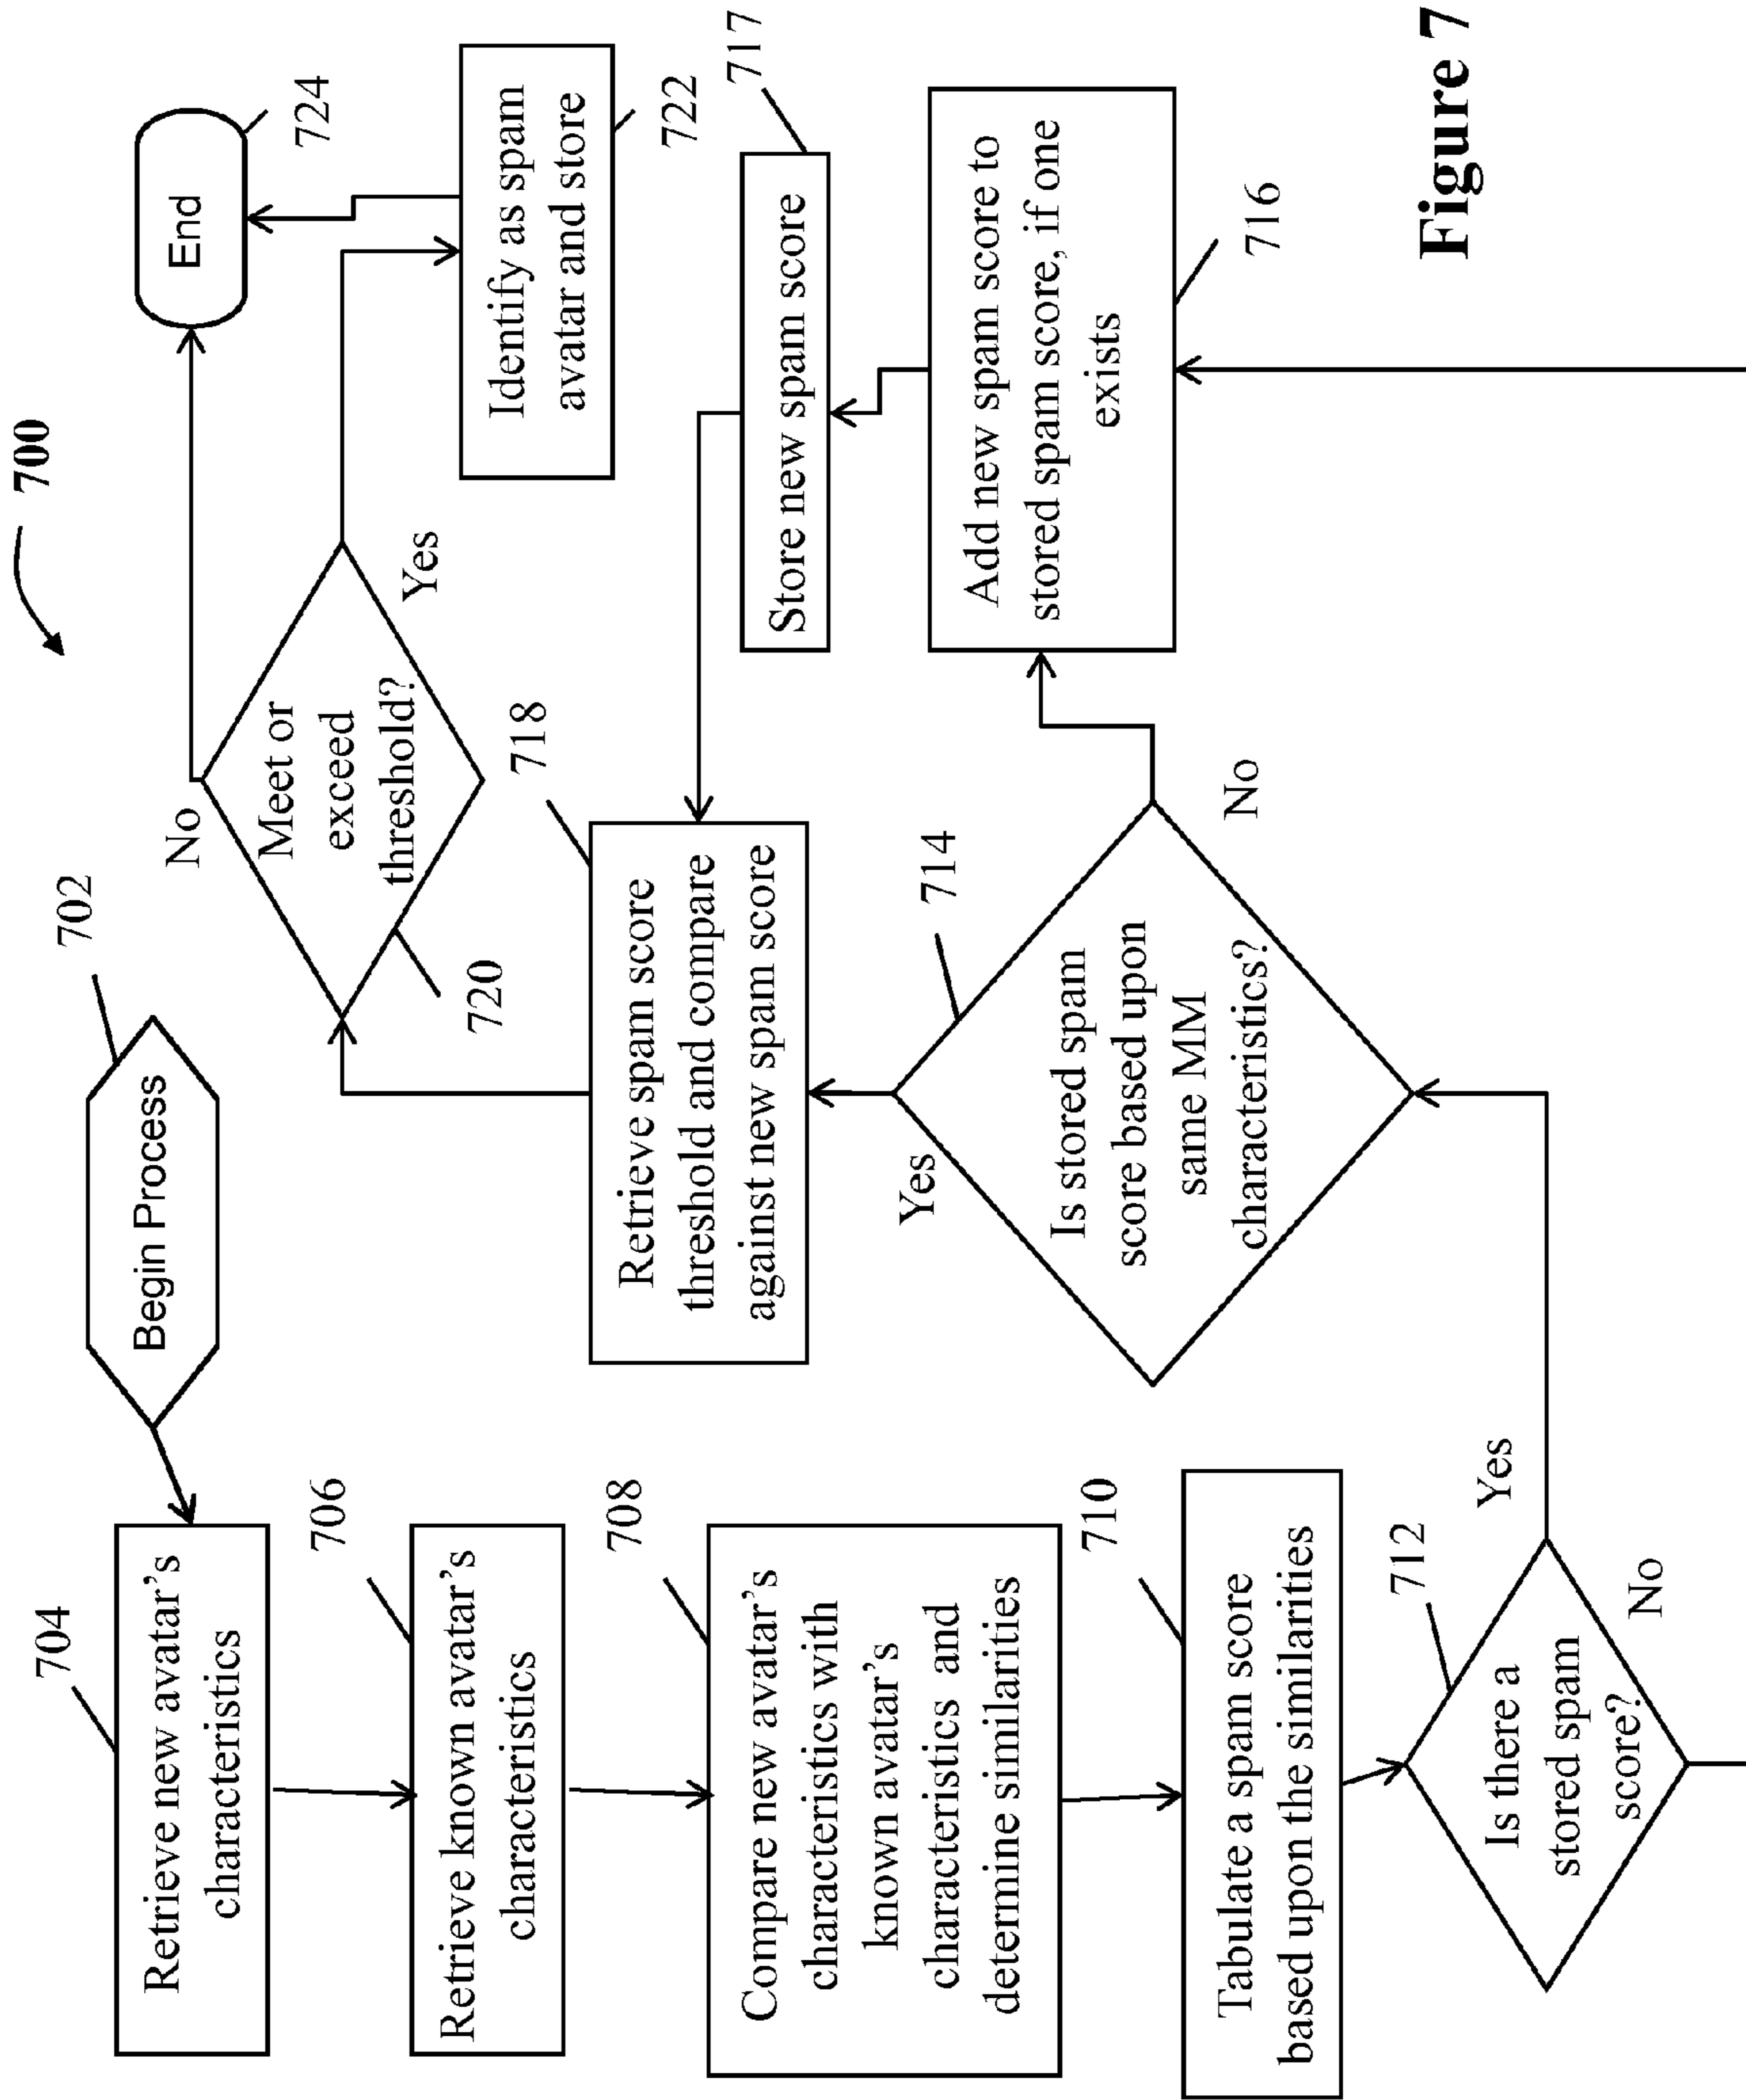 700
702
Begin Process
704
Retrieve new avatar’s
characteristics
706
Retrieve known avatar’s
characteristics
708
Compare new avatar’s
characteristics with
known avatar’s
characteristics and
determine similarities
710
Tabulate a spam score
based upon the similarities
712
Is there a
stored spam
score?
Yes
No
714
Is stored spam
score based upon
same MM
characteristics?
Yes
No
716
Add new spam score to
stored spam score, if one
exists
717
Store new spam score
718
Retrieve spam score
threshold and compare
against new spam score
720
Meet or
exceed
threshold?
No
Yes
722
Identify as spam
avatar and store
724
End
Figure 7